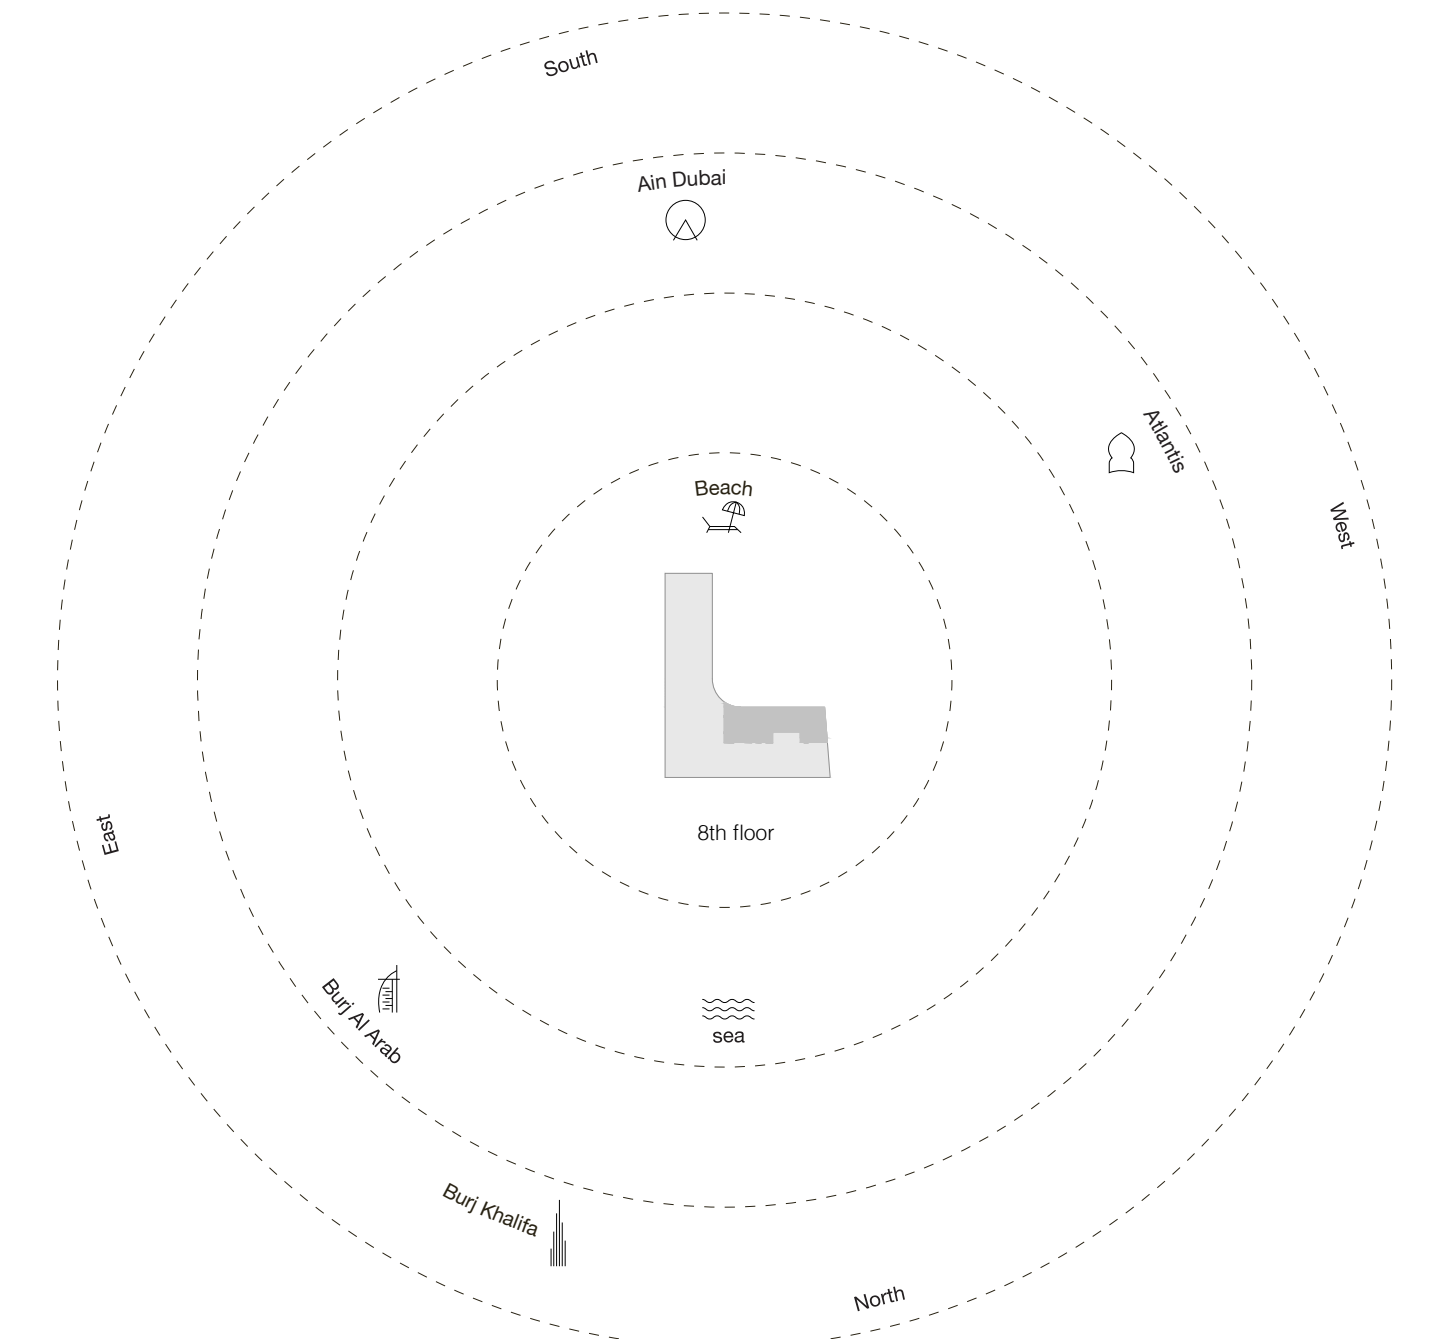 South
Ain Dubai
Atlantis
Beach
West
8th floor
East
Burj Al Arab
sea
Burj Khalifa
North